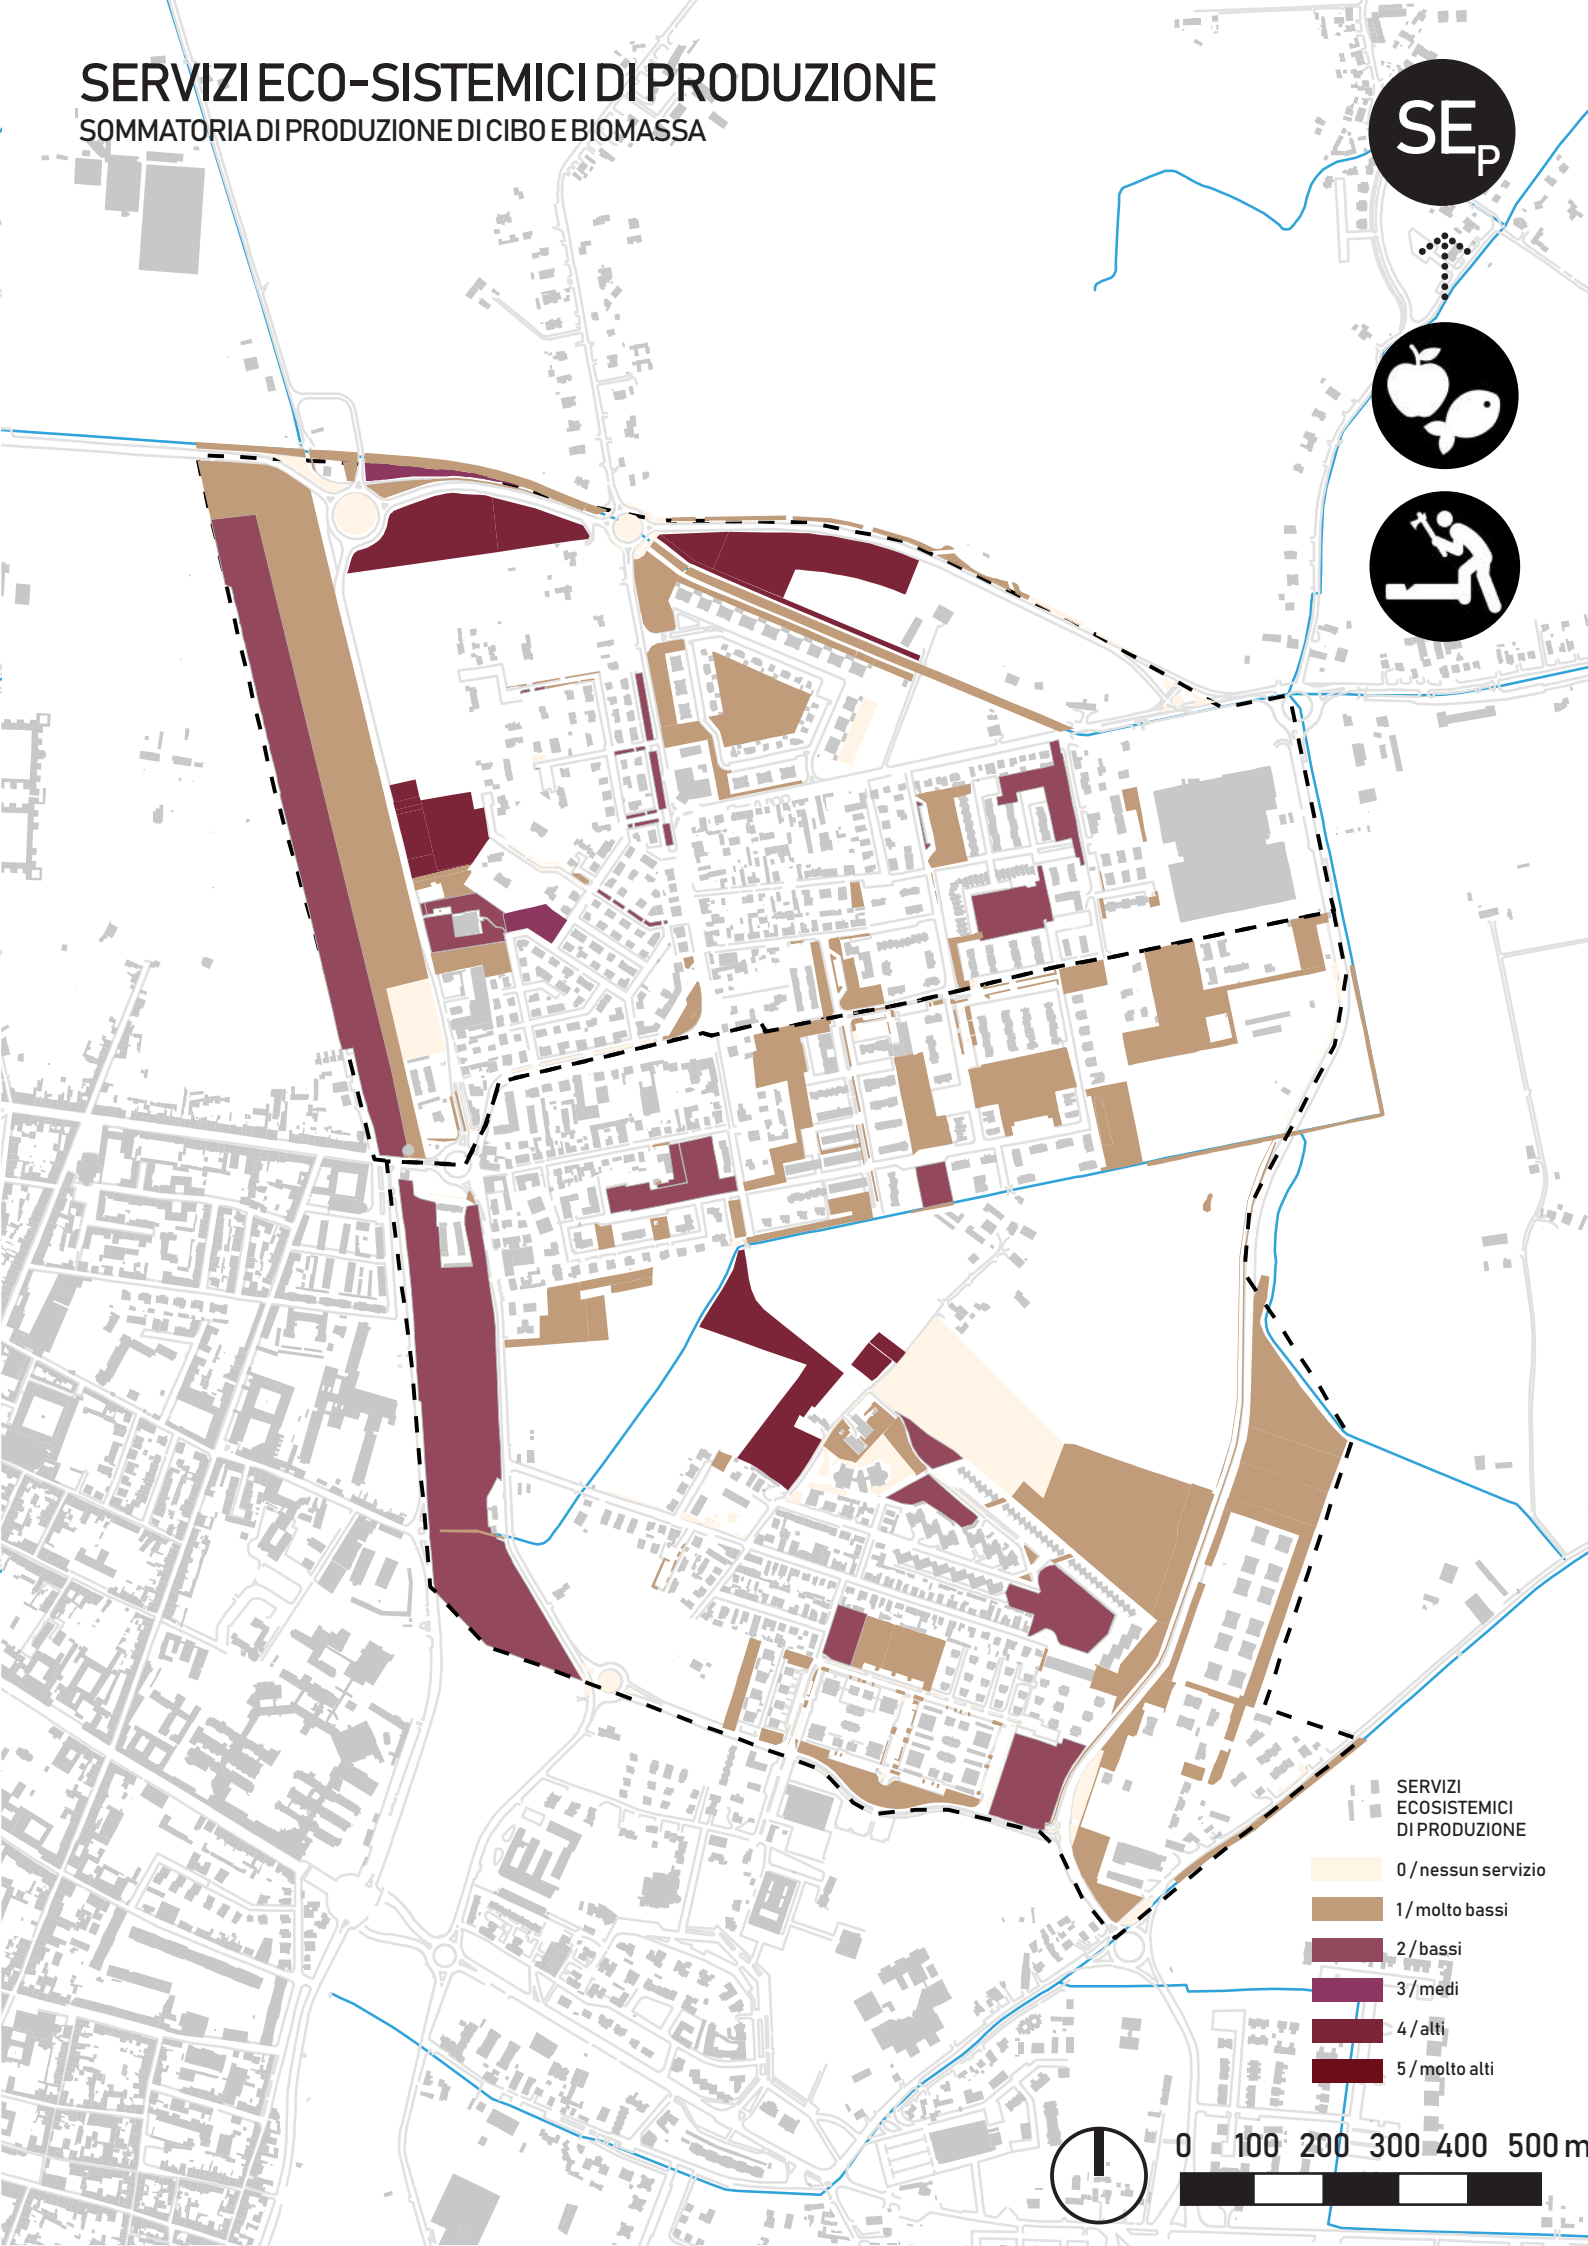 SERVIZI ECO-SISTEMICI DI PRODUZIONE
SOMMATORIA DI PRODUZIONE DI CIBO E BIOMASSA
SEP
SERVIZI
ECOSISTEMICI
DI PRODUZIONE
0 / nessun servizio
1 / molto bassi
2 / bassi
3 / medi
4 / alti
5 / molto alti
0 100 200 300 400 500 m